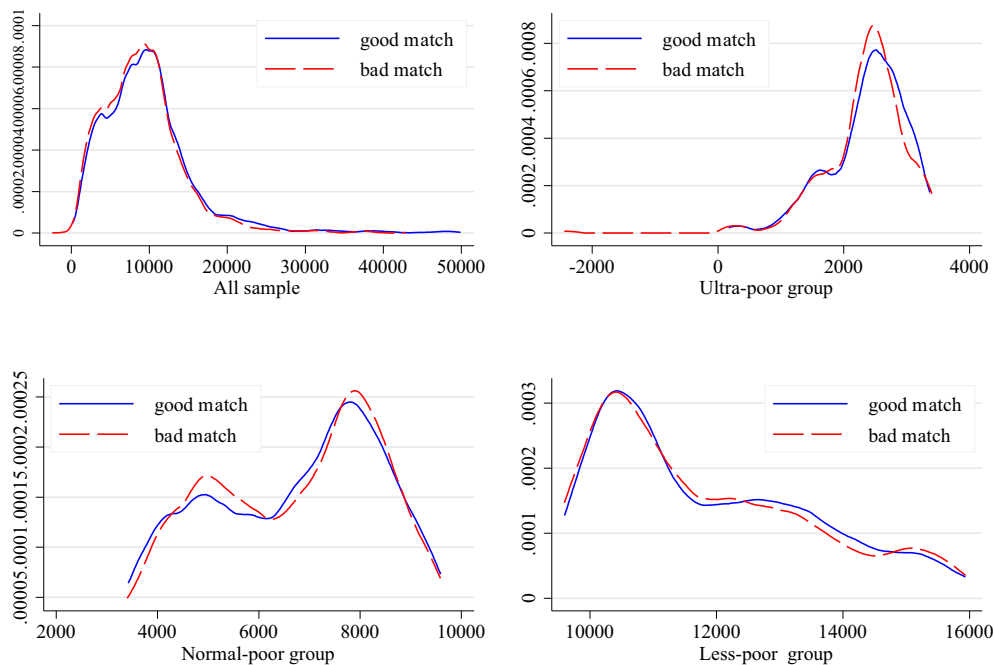 0 .00002.00004.00006.00008.0001
good match
bad match
0 10000 20000 30000 40000 50000
All sample
0 .0002 .0004 .0006 .0008
good match
bad match
-2000 0 2000 4000
Ultra-poor group
.00005 .0001 .00015 .0002 .00025
good match
bad match
2000 4000 6000 8000 10000
Normal-poor group
0 .0001 .0002 .0003
good match
bad match
10000 12000 14000 16000
Less-poor group